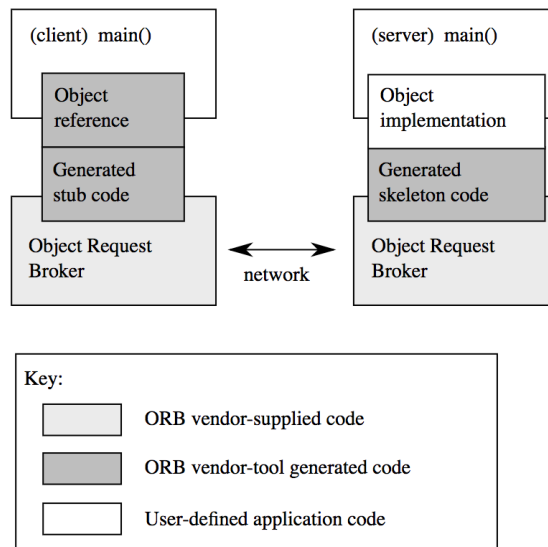 (client) main()
Object
reference
Generated
stub code
Object Request
Broker
network
(server) main()
Object
implementation
Generated
skeleton code
Object Request
Broker
Key:
ORB vendor-supplied code
ORB vendor-tool generated code
User-defined application code